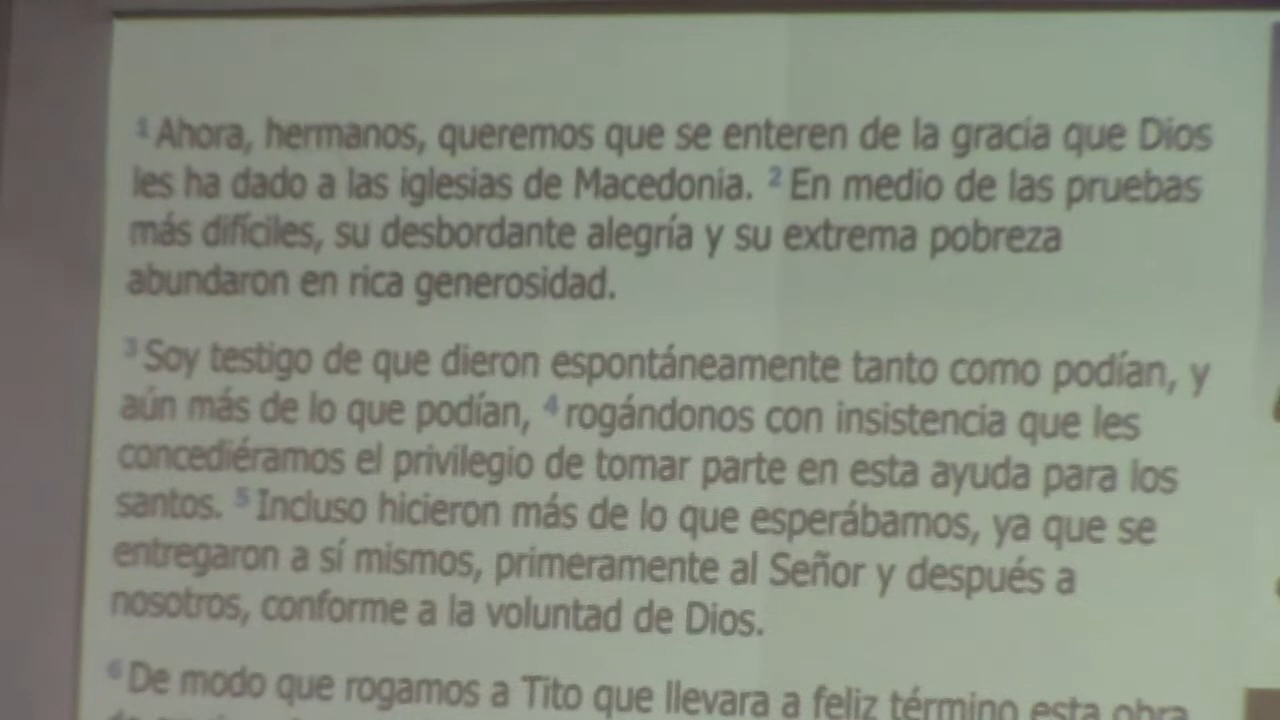 1 Ahora, hermanos, queremos que se enteren de la gracia que Dios
les ha dado a las iglesias de Macedonia. 2 En medio de las pruebas
más difíciles, su desbordante alegría y su extrema pobreza
abundaron en rica generosidad.
3 Soy testigo de que dieron espontáneamente tanto como podían, y
aún más de lo que podían, 4 rogándonos con insistencia que les
concediéramos el privilegio de tomar parte en esta ayuda para los
santos. 5 Incluso hicieron más de lo que esperábamos, ya que se
entregaron a sí mismos, primeramente al Señor y después a
nosotros, conforme a la voluntad de Dios.
6 De modo que rogamos a Tito que llevara a feliz término esta obra